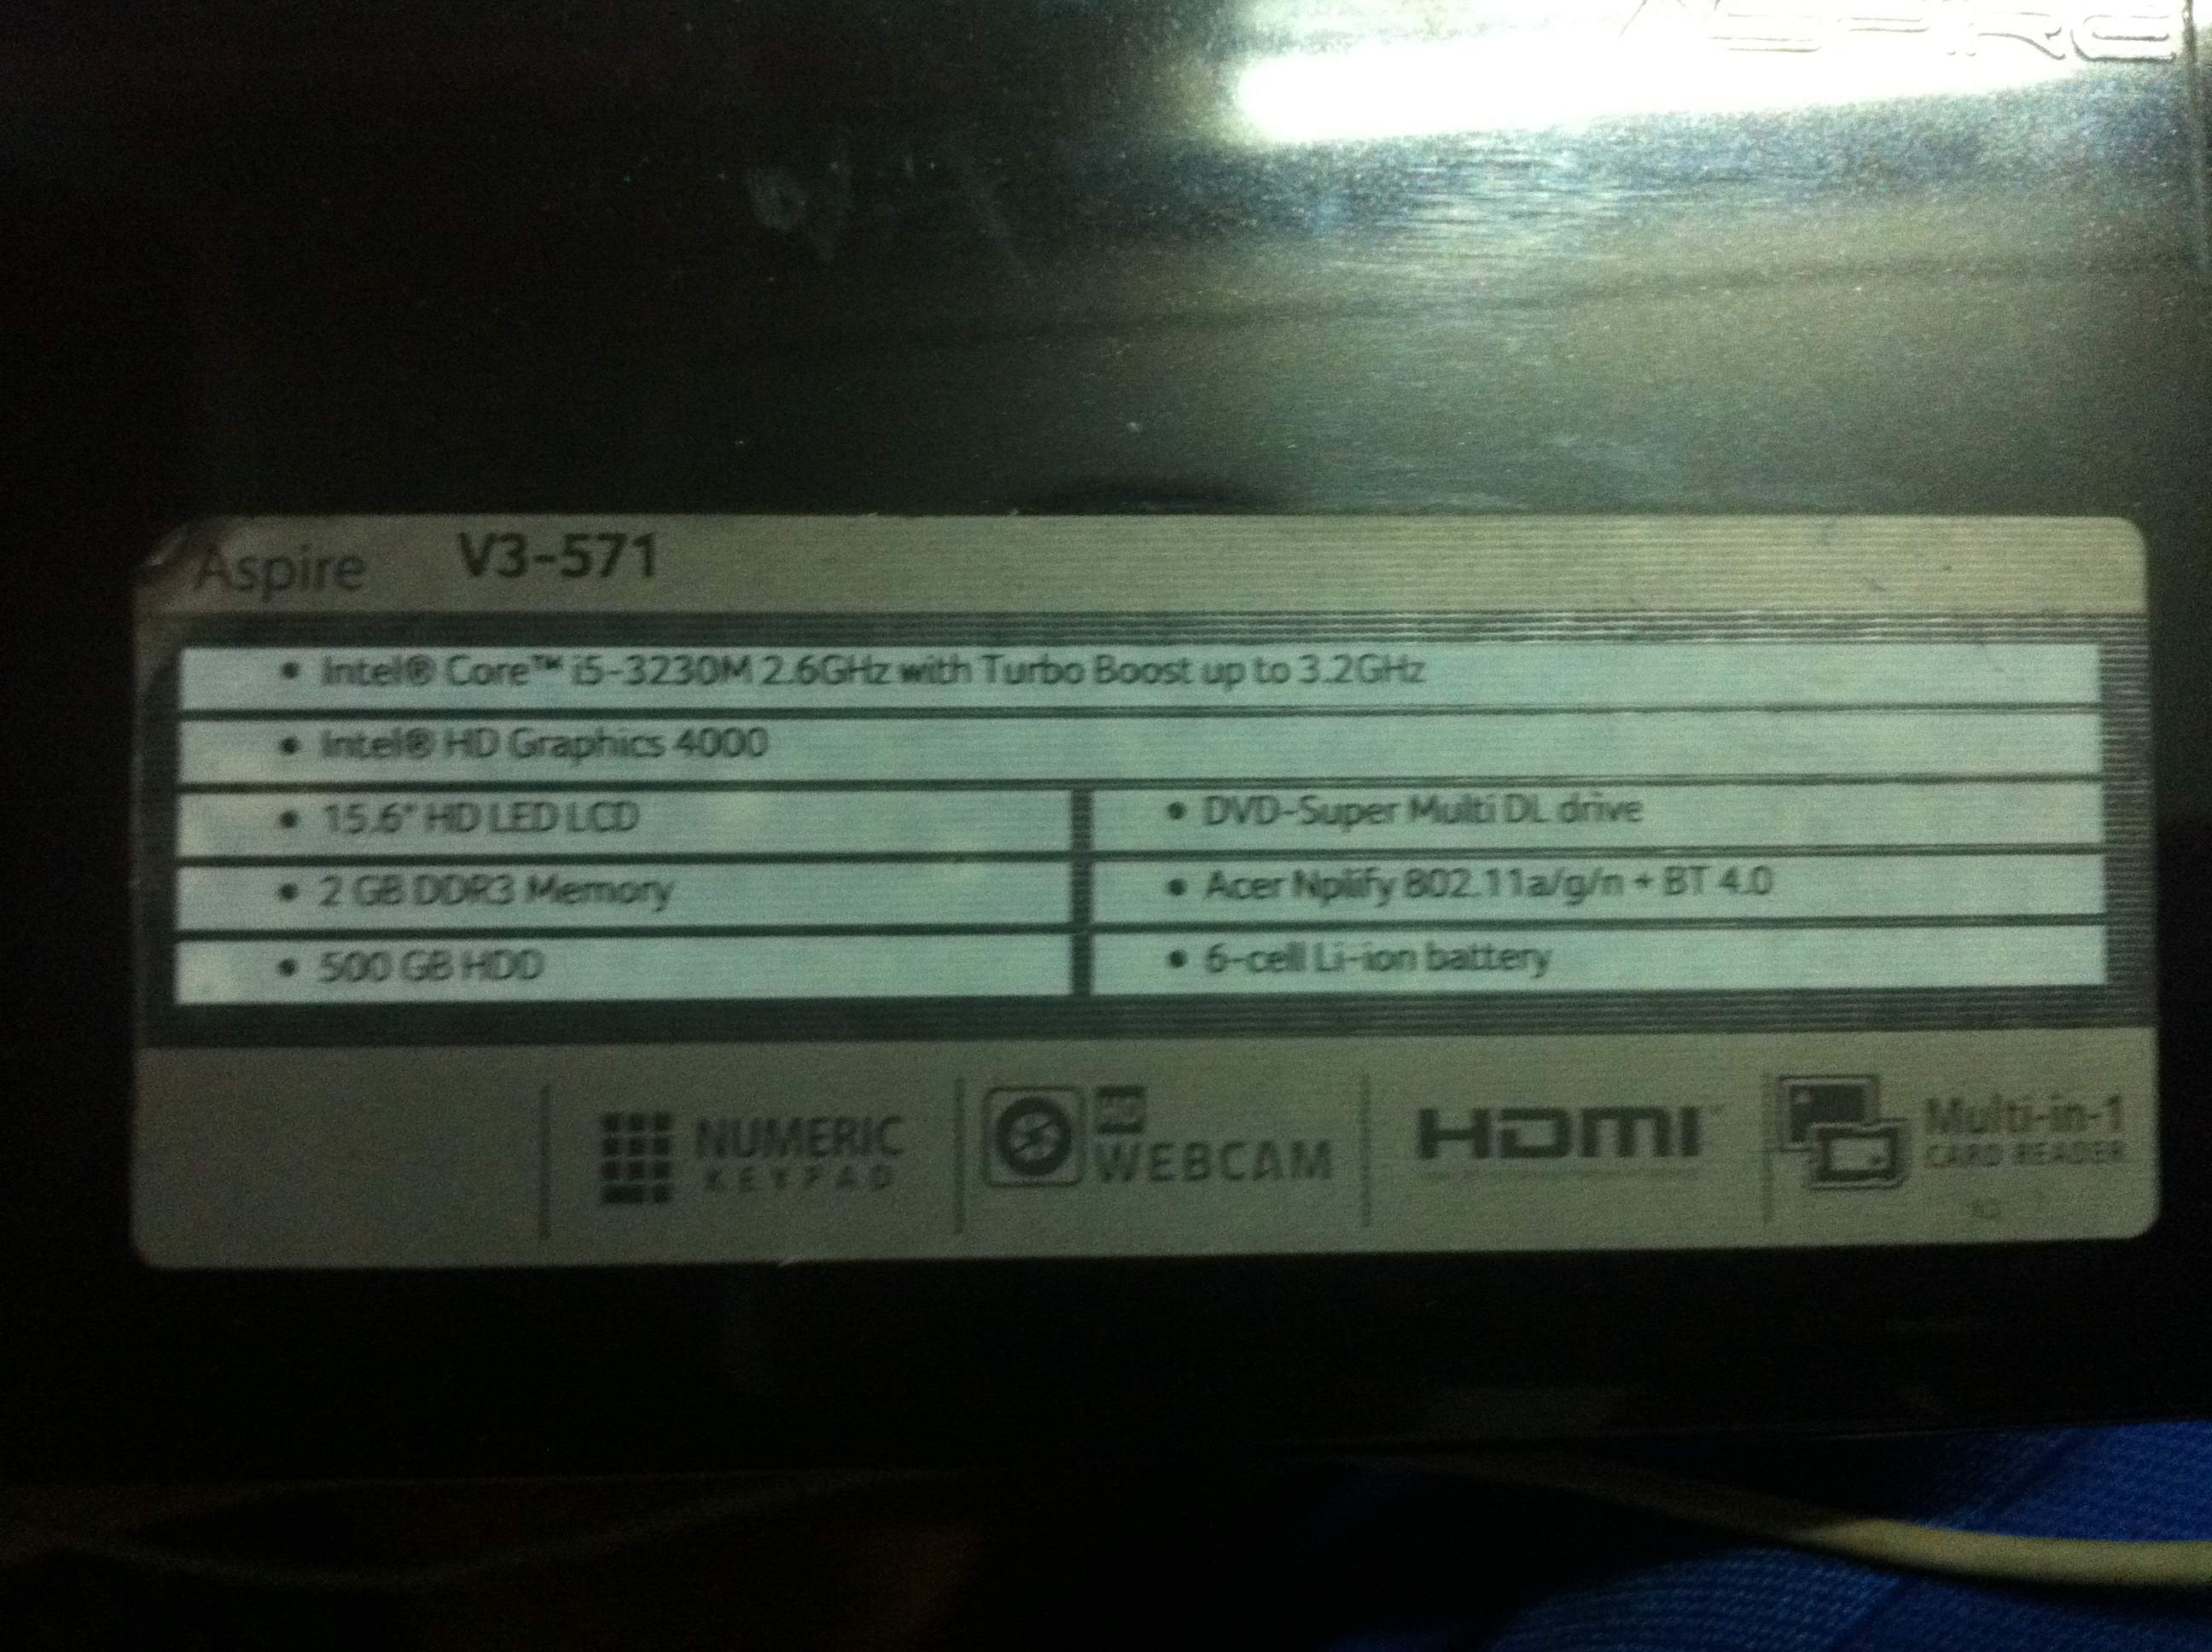 ASPIRE
Aspire V3-571
• Intel® Core™ i5-3230M 2.6GHz with Turbo Boost up to 3.2GHz
• Intel® HD Graphics 4000
• 15.6" HD LED LCD
• DVD-Super Multi DL drive
• 2 GB DDR3 Memory
• Acer Nplify 802.11a/g/n + BT 4.0
• 500 GB HDD
• 6-cell Li-ion battery
NUMERIC
KEYPAD
HD
WEBCAM
HDMI
Multi-in-1
CARD READER